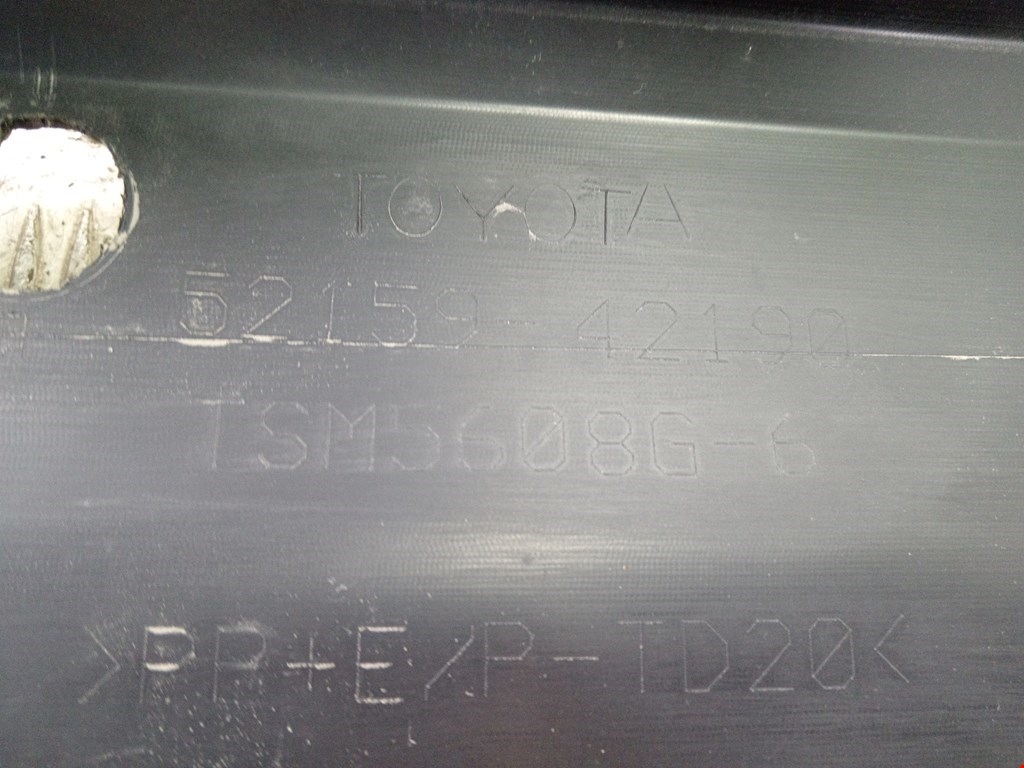 TOYOTA
52159-42190
TSM5608G-6
>PP+E/P-TD20<